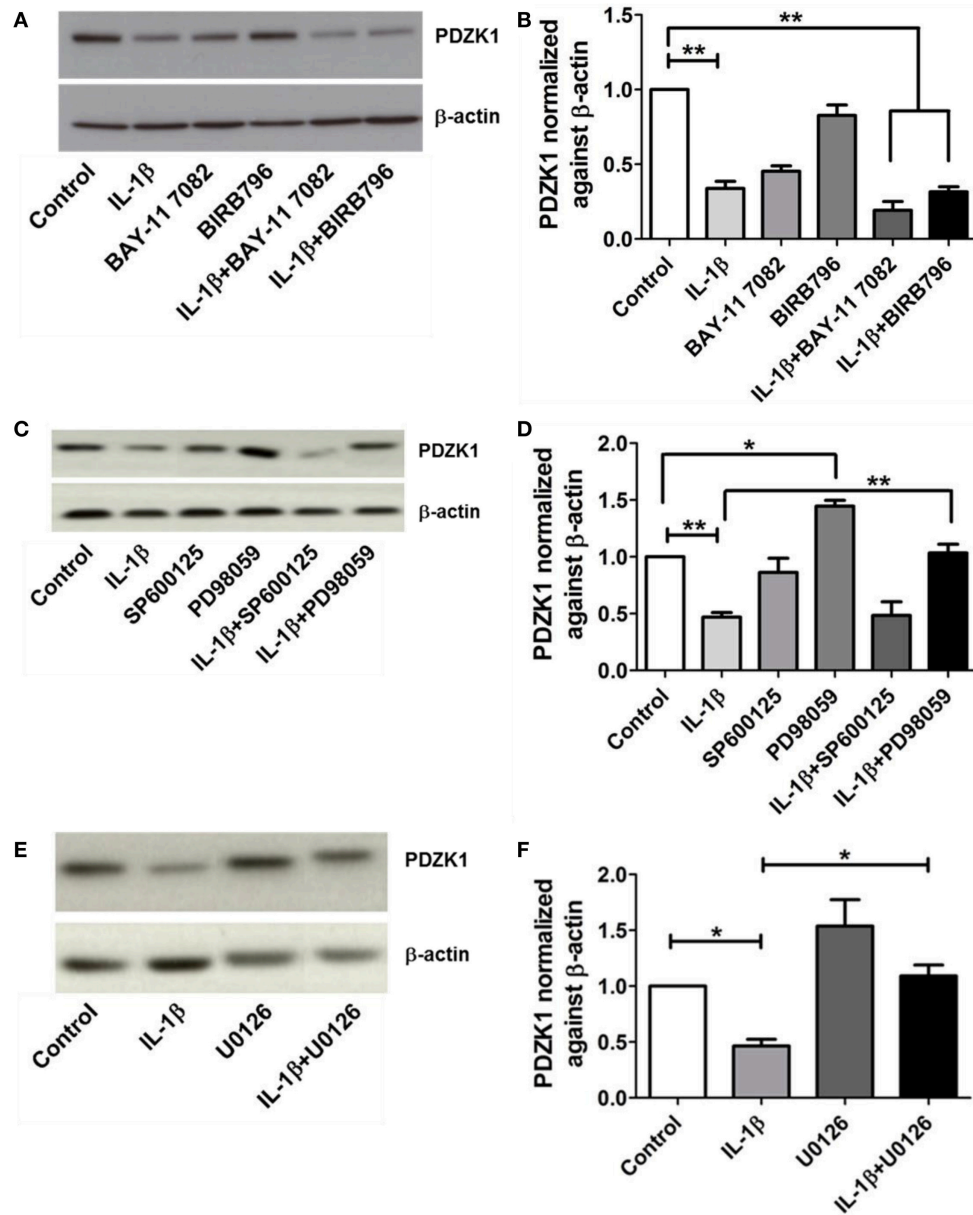 A
PDZK1
β-actin
Control
IL-1β
BAY-11 7082
BIRB796
IL-1β+BAY-11 7082
IL-1β+BIRB796
B
PDZK1 normalized
against β-actin
1.5
1.0
0.5
0.0
**
**
Control
IL-1β
BAY-11 7082
BIRB796
IL-1β+BAY-11 7082
IL-1β+BIRB796
C
PDZK1
β-actin
Control
IL-1β
SP600125
PD98059
IL-1β+SP600125
IL-1β+PD98059
D
PDZK1 normalized
against β-actin
2.0
1.5
1.0
0.5
0.0
*
**
**
Control
IL-1β
SP600125
PD98059
IL-1β+SP600125
IL-1β+PD98059
E
PDZK1
β-actin
Control
IL-1β
U0126
IL-1β+U0126
F
PDZK1 normalized
against β-actin
2.0
1.5
1.0
0.5
0.0
*
*
Control
IL-1β
U0126
IL-1β+U0126